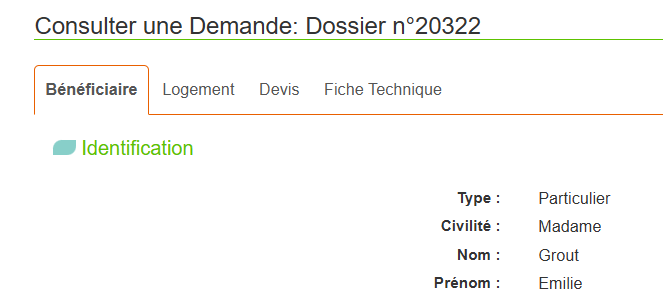 Consulter une Demande: Dossier n°20322
Bénéficiaire Logement Devis Fiche Technique
Identification
Type : Particulier
Civilité : Madame
Nom : Grout
Prénom : Emilie